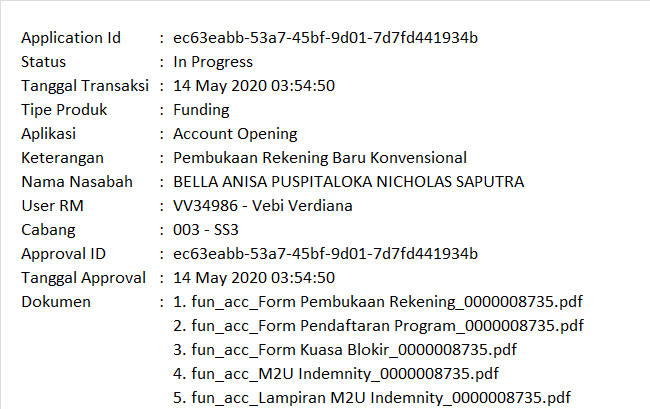 Application Id : ec63eabb-53a7-45bf-9d01-7d7fd441934b
Status : In Progress
Tanggal Transaksi : 14 May 2020 03:54:50
Tipe Produk : Funding
Aplikasi : Account Opening
Keterangan : Pembukaan Rekening Baru Konvensional
Nama Nasabah : BELLA ANISA PUSPITALOKA NICHOLAS SAPUTRA
User RM : VV34986 - Vebi Verdiana
Cabang : 003 - SS3
Approval ID : ec63eabb-53a7-45bf-9d01-7d7fd441934b
Tanggal Approval : 14 May 2020 03:54:50
Dokumen : 1. fun_acc_Form Pembukaan Rekening_0000008735.pdf
2. fun_acc_Form Pendaftaran Program_0000008735.pdf
3. fun_acc_Form Kuasa Blokir_0000008735.pdf
4. fun_acc_M2U Indemnity_0000008735.pdf
5. fun_acc_Lampiran M2U Indemnity_0000008735.pdf